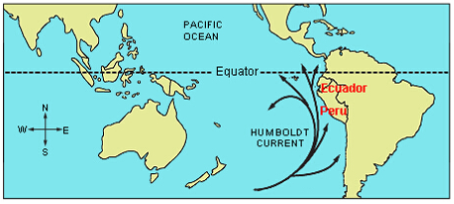 PACIFIC
OCEAN
Equator
Ecuador
Peru
HUMBOLDT
CURRENT
N
W
E
S